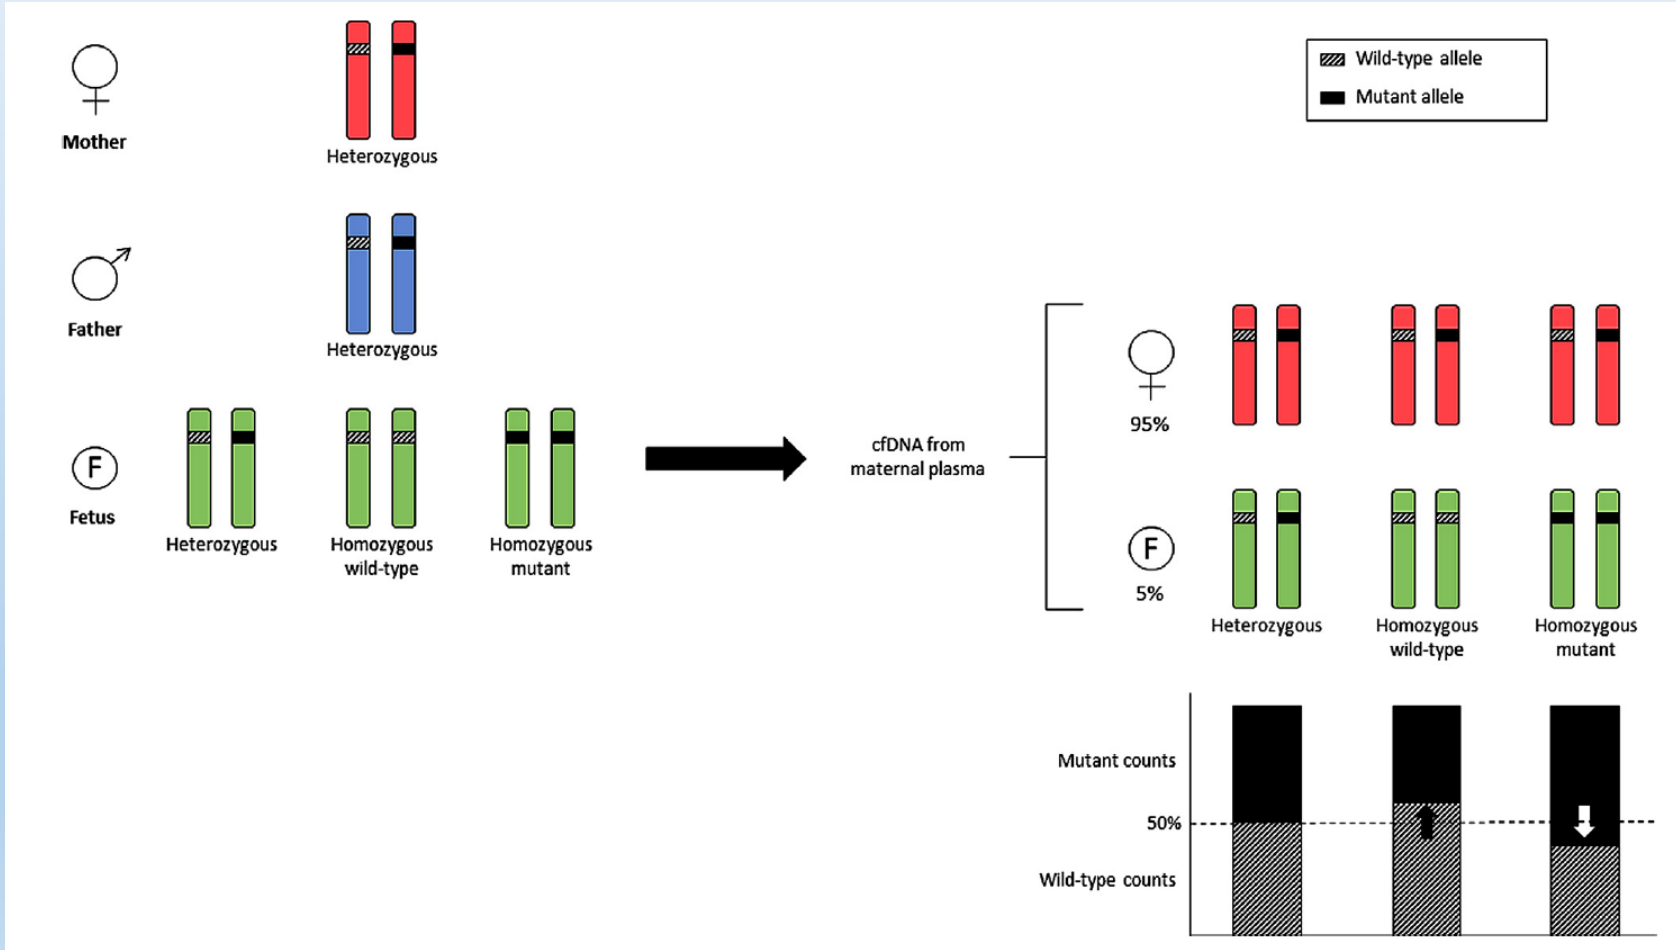 Mother
Heterozygous
Wild-type allele
Mutant allele
Father
Heterozygous
F
Fetus
Heterozygous
Homozygous
wild-type
Homozygous
mutant
cfDNA from
maternal plasma
95%
F
5%
Heterozygous
Homozygous
wild-type
Homozygous
mutant
Mutant counts
50%
Wild-type counts